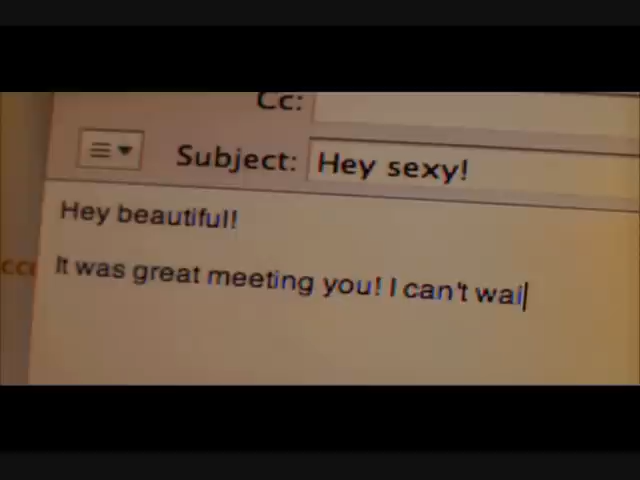 Cc:
Subject: Hey sexy!
Hey beautiful!
It was great meeting you! I can't wai